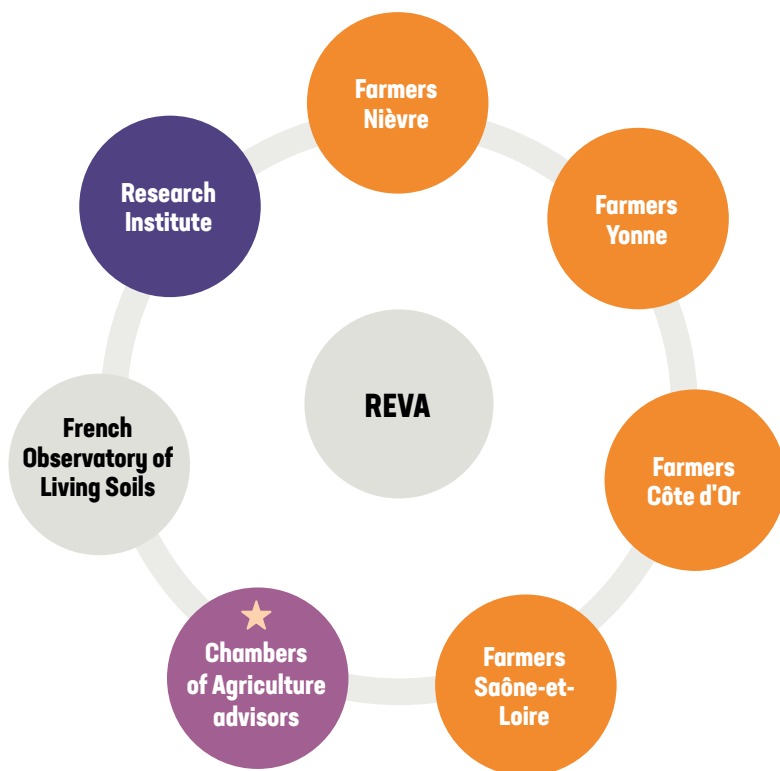 Farmers
Nièvre
Research
Institute
Farmers
Yonne
REVA
French
Observatory of
Living Soils
Farmers
Côte d'Or
Chambers
of Agriculture
advisors
Farmers
Saône-et-
Loire